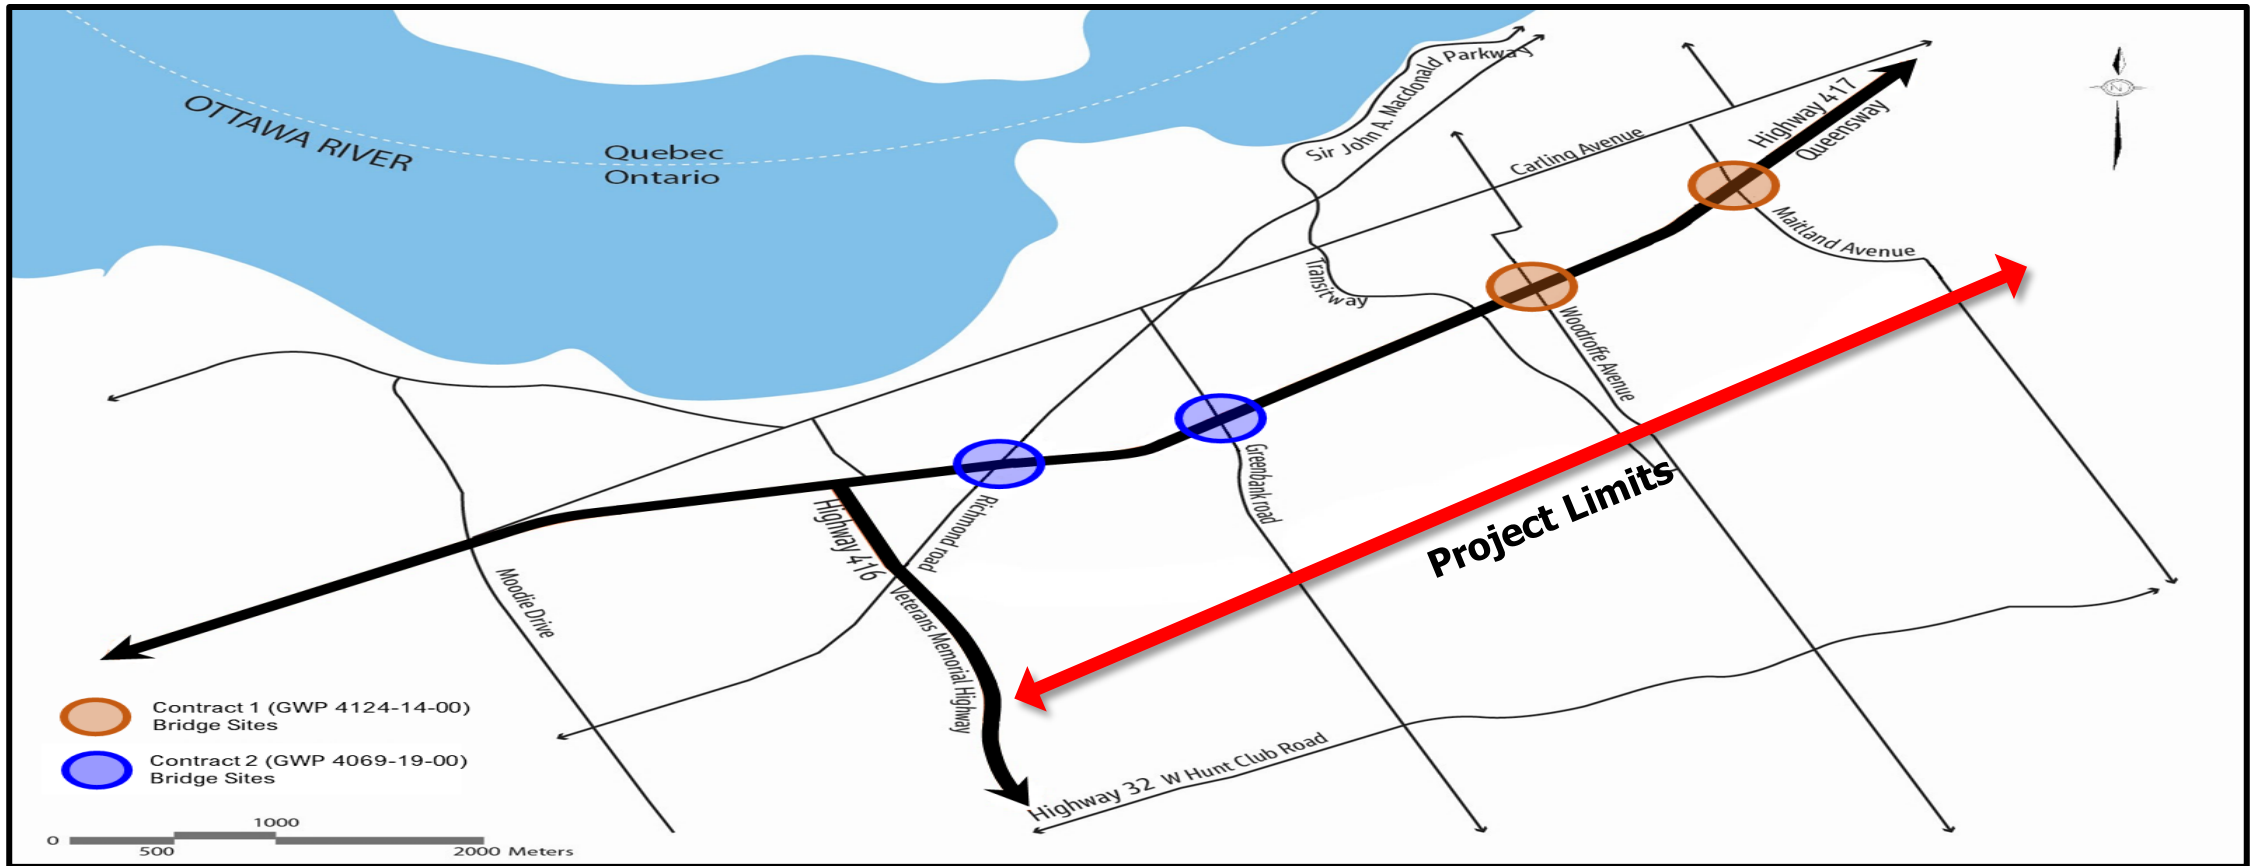 OTTAWA RIVER
Quebec
Ontario
Sir John A. Macdonald Parkway
Carling Avenue
Highway 417
Queensway
Maitland Avenue
Transitway
Woodroffe Avenue
Greenbank road
Richmond road
Highway 416
Veterans Memorial Highway
Moodie Drive
Project Limits
Highway 32 W Hunt Club Road
N
Contract 1 (GWP 4124-14-00)
Bridge Sites
Contract 2 (GWP 4069-19-00)
Bridge Sites
0
500
1000
2000 Meters